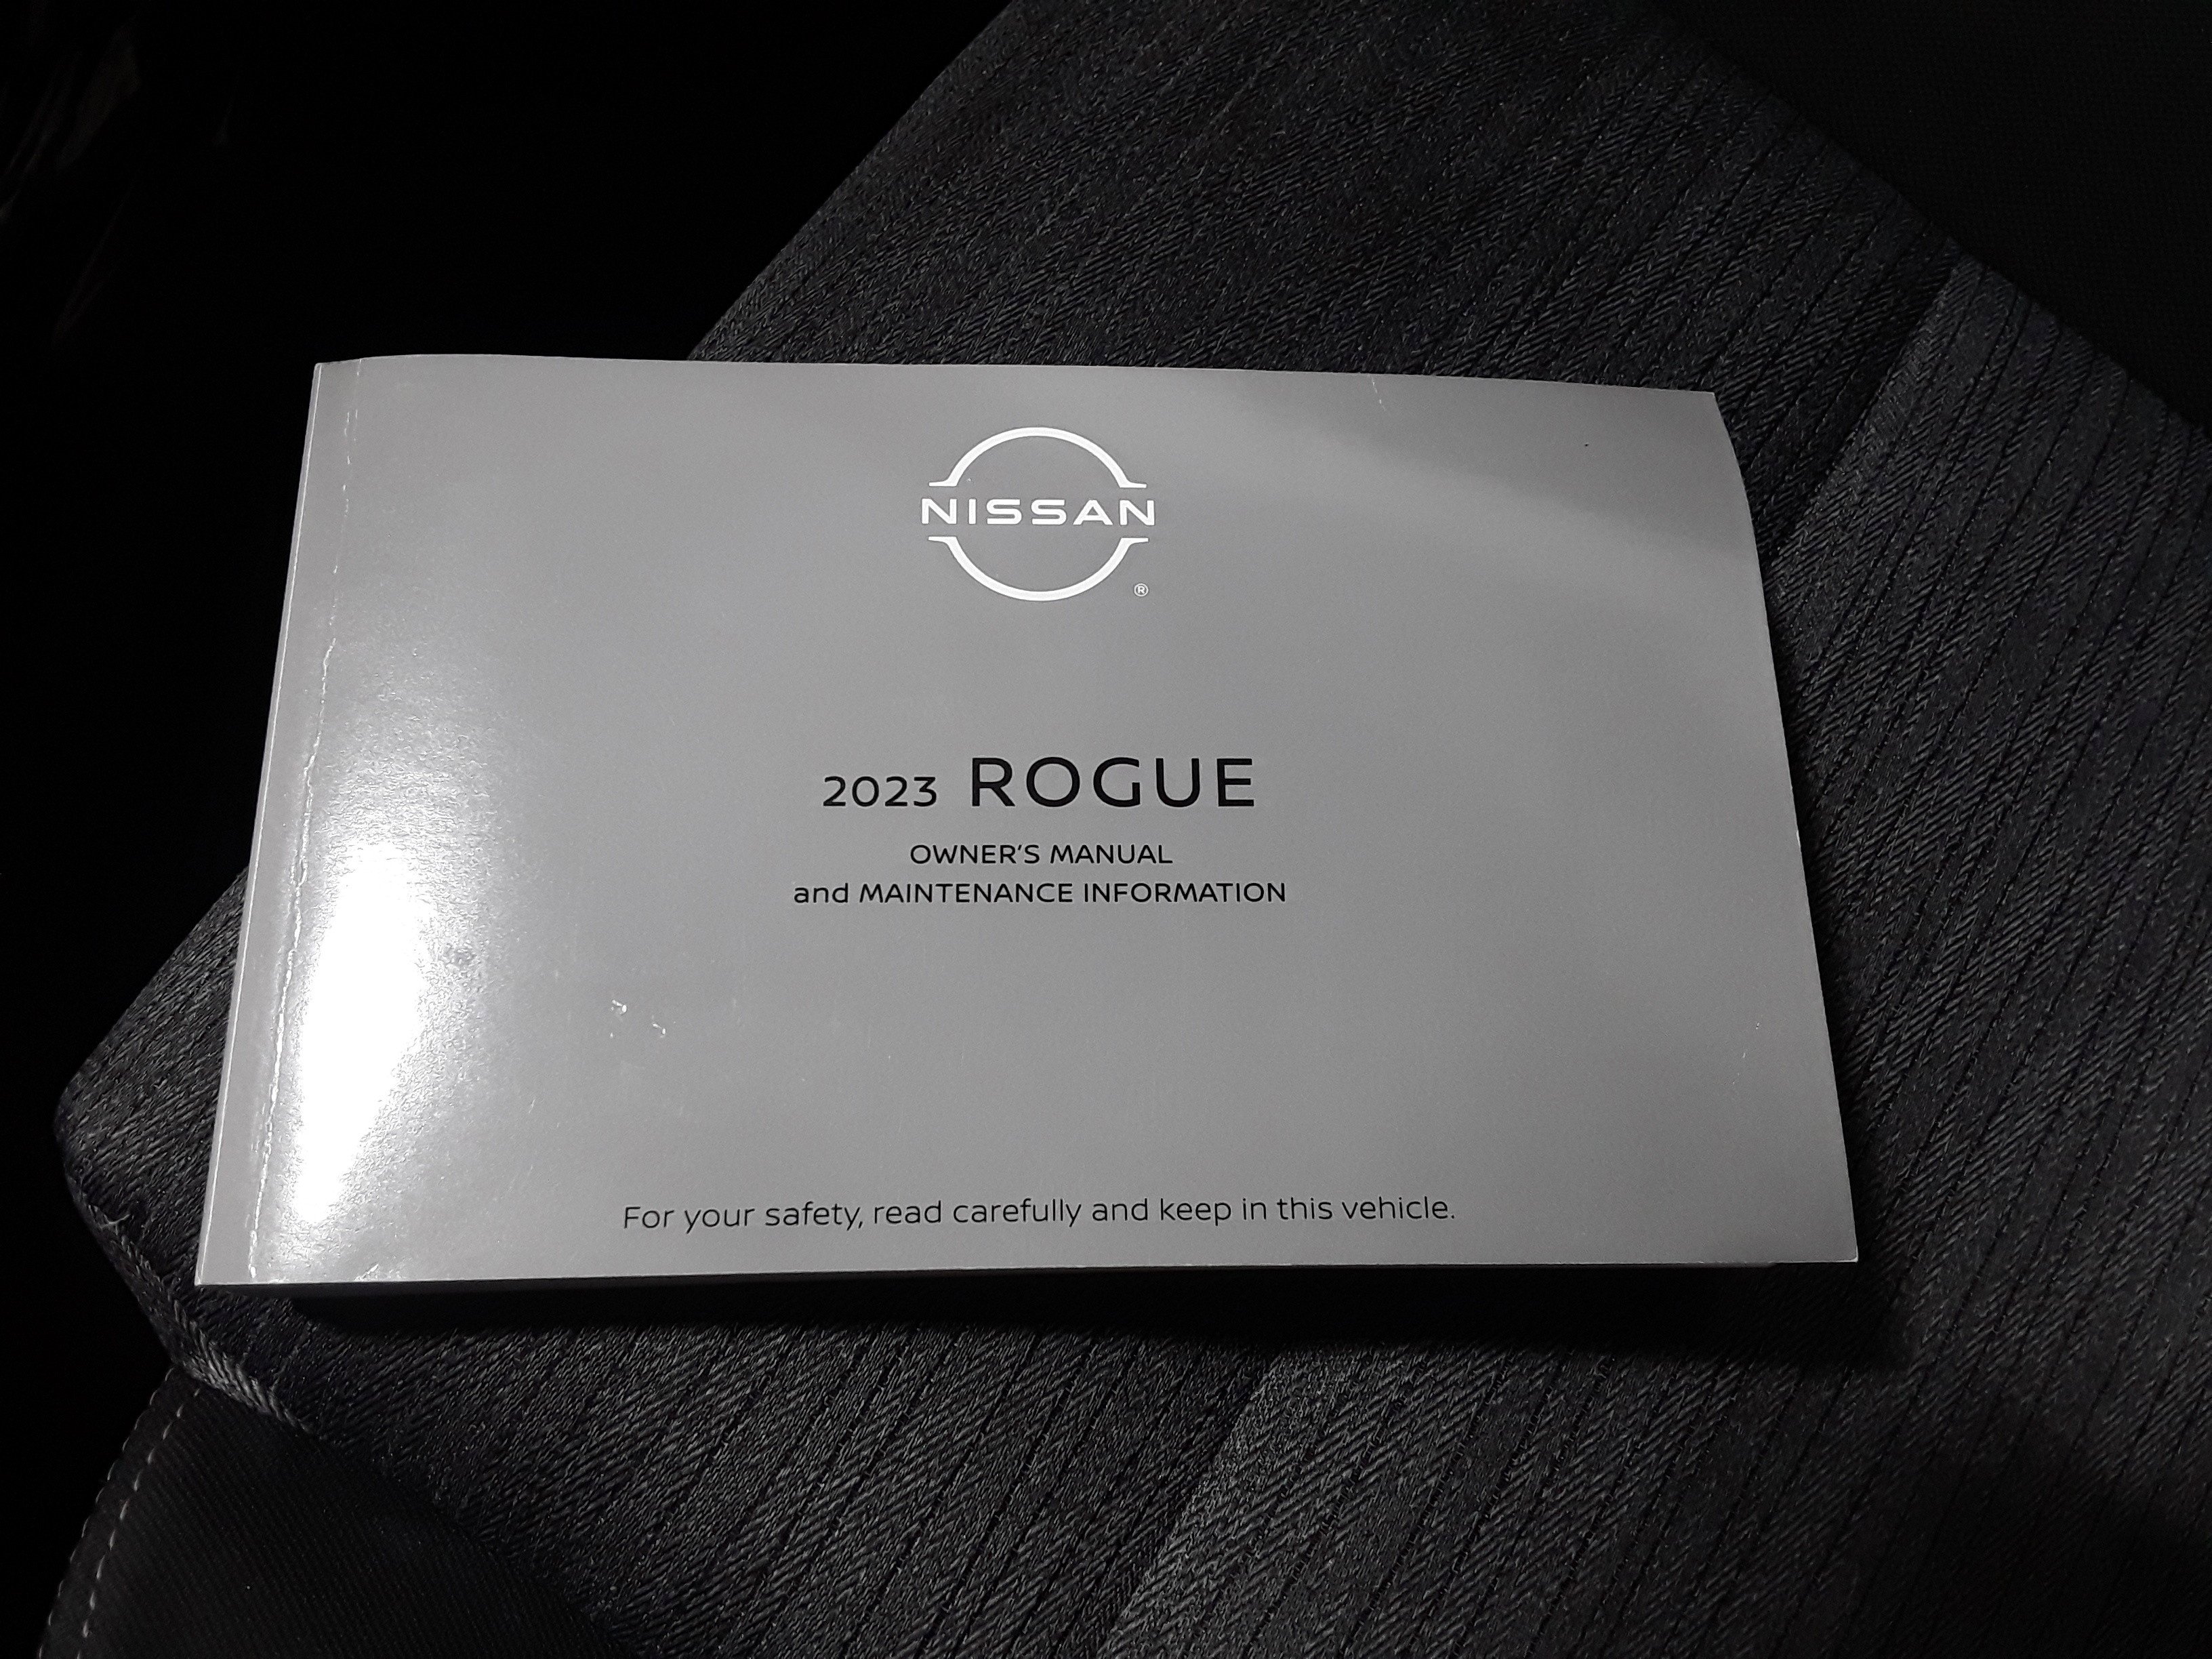 NISSAN
®
2023 ROGUE
OWNER'S MANUAL
and MAINTENANCE INFORMATION
For your safety, read carefully and keep in this vehicle.